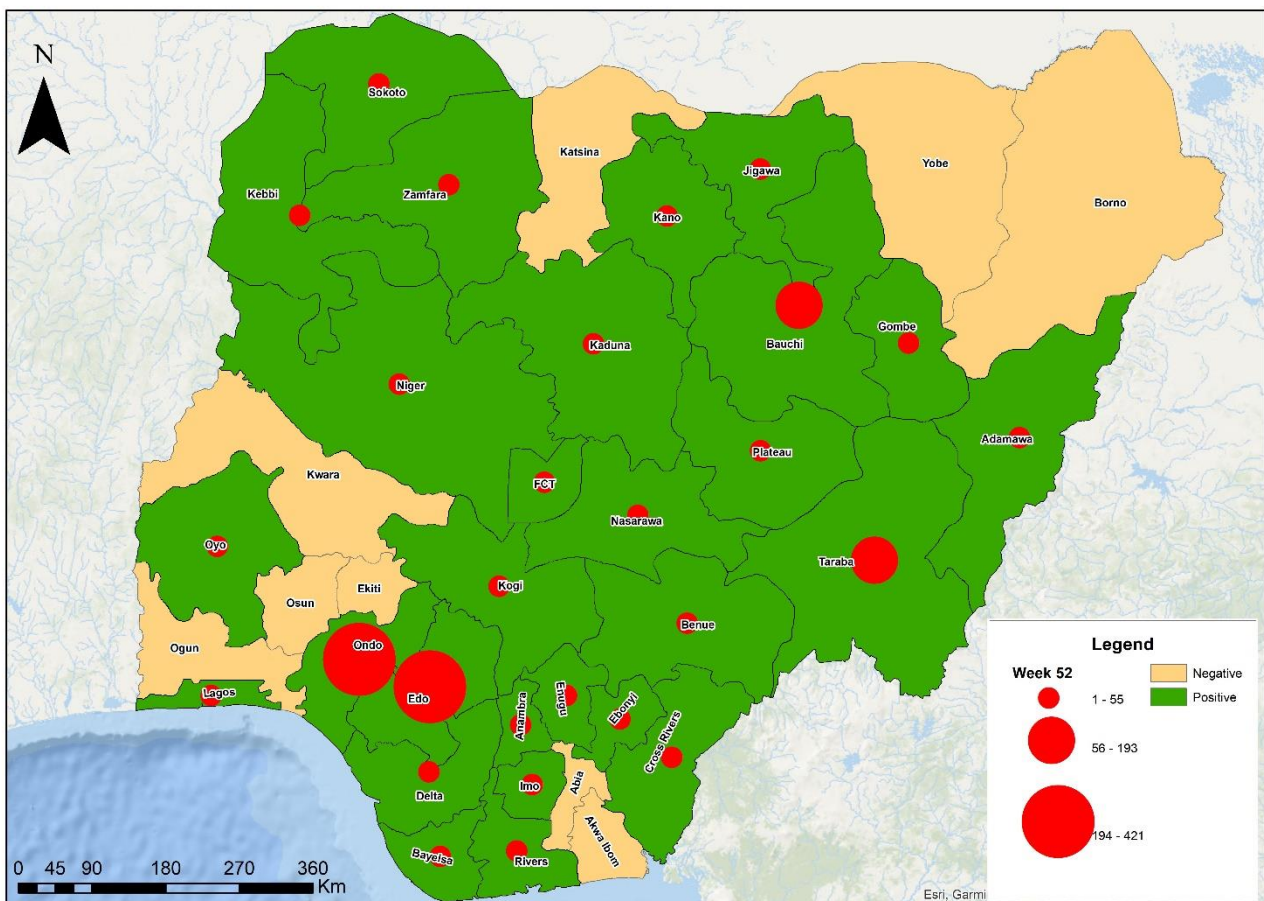 N
Sokoto
Katsina
Yobe
Jigawa
Kebbi
Zamfara
Kano
Borno
Kaduna
Bauchi
Gombe
Niger
Adamawa
Plateau
Kwara
FCT
Nasarawa
Oyo
Taraba
Kogi
Ekiti
Osun
Benue
Ogun
Ondo
Edo
Lagos
Anambra
Enugu
Ebonyi
Cross Rivers
Delta
Imo
Abia
Akwa Ibom
Bayelsa
Rivers
Legend
Week 52
1 - 55
56 - 193
194 - 421
Negative
Positive
0 45 90 180 270 360
Km
Esri, Garmi